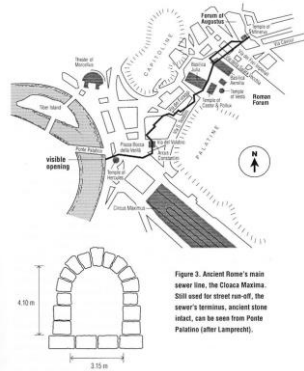 Forum of
Augustus
Temple of
Minerva
Via Cavour
CAPITOLINE
Theater of
Marcellus
Basilica
Julia
Basilica
Aemilia
Temple
of Vesta
Roman
Forum
Temple of
Castor & Pollux
Tiber Island
PALATINE
Ponte Palatino
Piazza Bocca
della Verità
Via del Velabro
Arch of
Constantine
visible
opening
Temple of
Hercules
N
Circus Maximus
4.10 m
3.15 m
Figure 3. Ancient Rome's main
sewer line, the Cloaca Maxima.
Still used for street run-off, the
sewer's terminus, ancient stone
intact, can be seen from Ponte
Palatino (after Lamprecht).